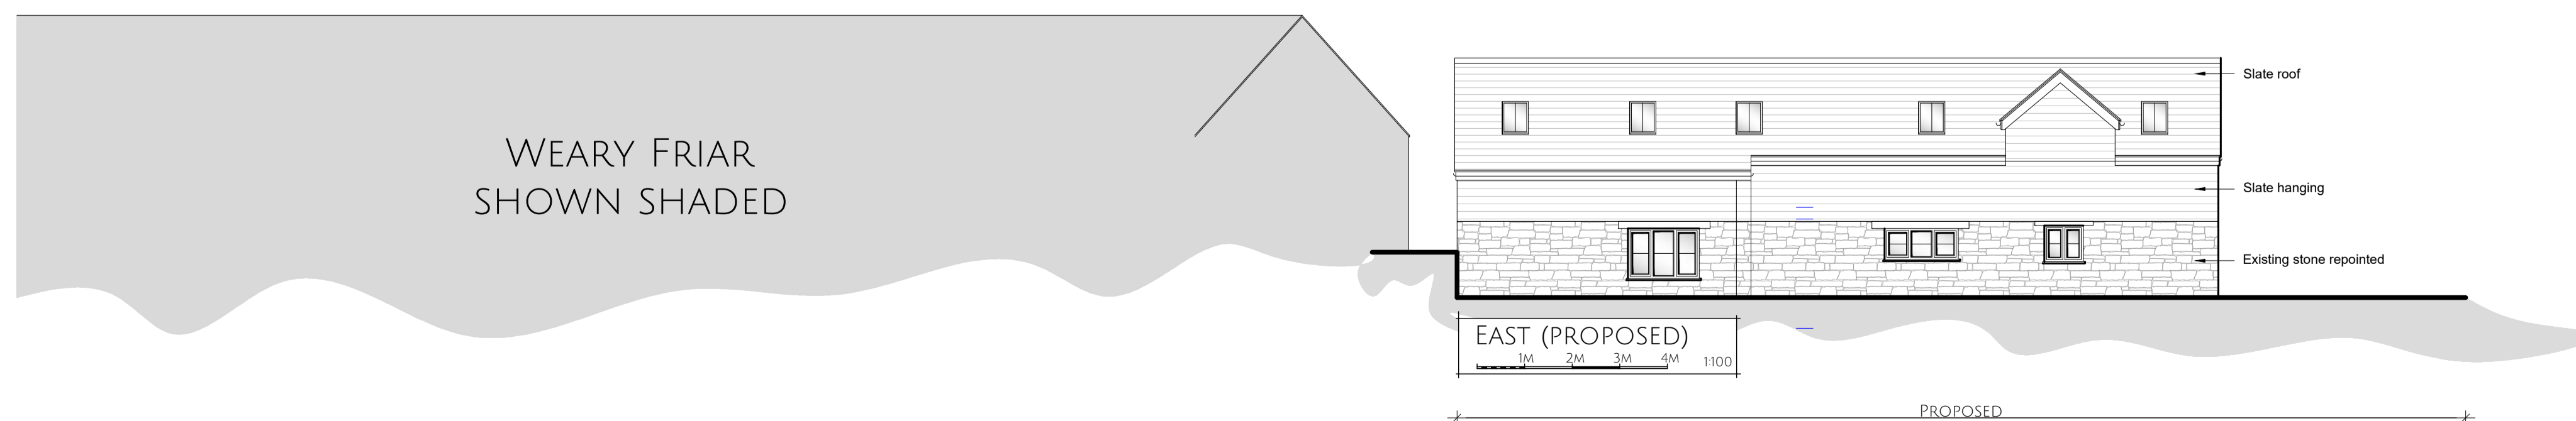 Weary Friar
shown shaded
Slate roof
Slate hanging
Existing stone repointed
East (proposed)
1m 2m 3m 4m 1:100
Proposed